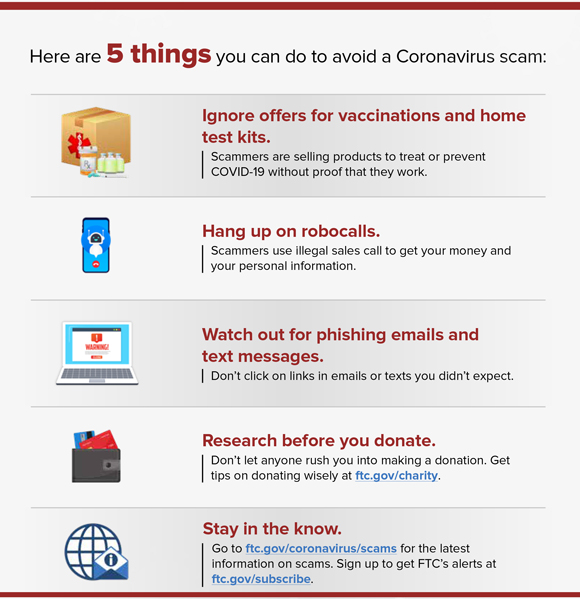 Here are 5 things you can do to avoid a Coronavirus scam:
Ignore offers for vaccinations and home
test kits.
Scammers are selling products to treat or prevent
COVID-19 without proof that they work.
Hang up on robocalls.
Scammers use illegal sales call to get your money and
your personal information.
WARNING!
Watch out for phishing emails and
text messages.
Don't click on links in emails or texts you didn't expect.
Research before you donate.
Don't let anyone rush you into making a donation. Get
tips on donating wisely at ftc.gov/charity.
Stay in the know.
Go to ftc.gov/coronavirus/scams for the latest
information on scams. Sign up to get FTC's alerts at
ftc.gov/subscribe.